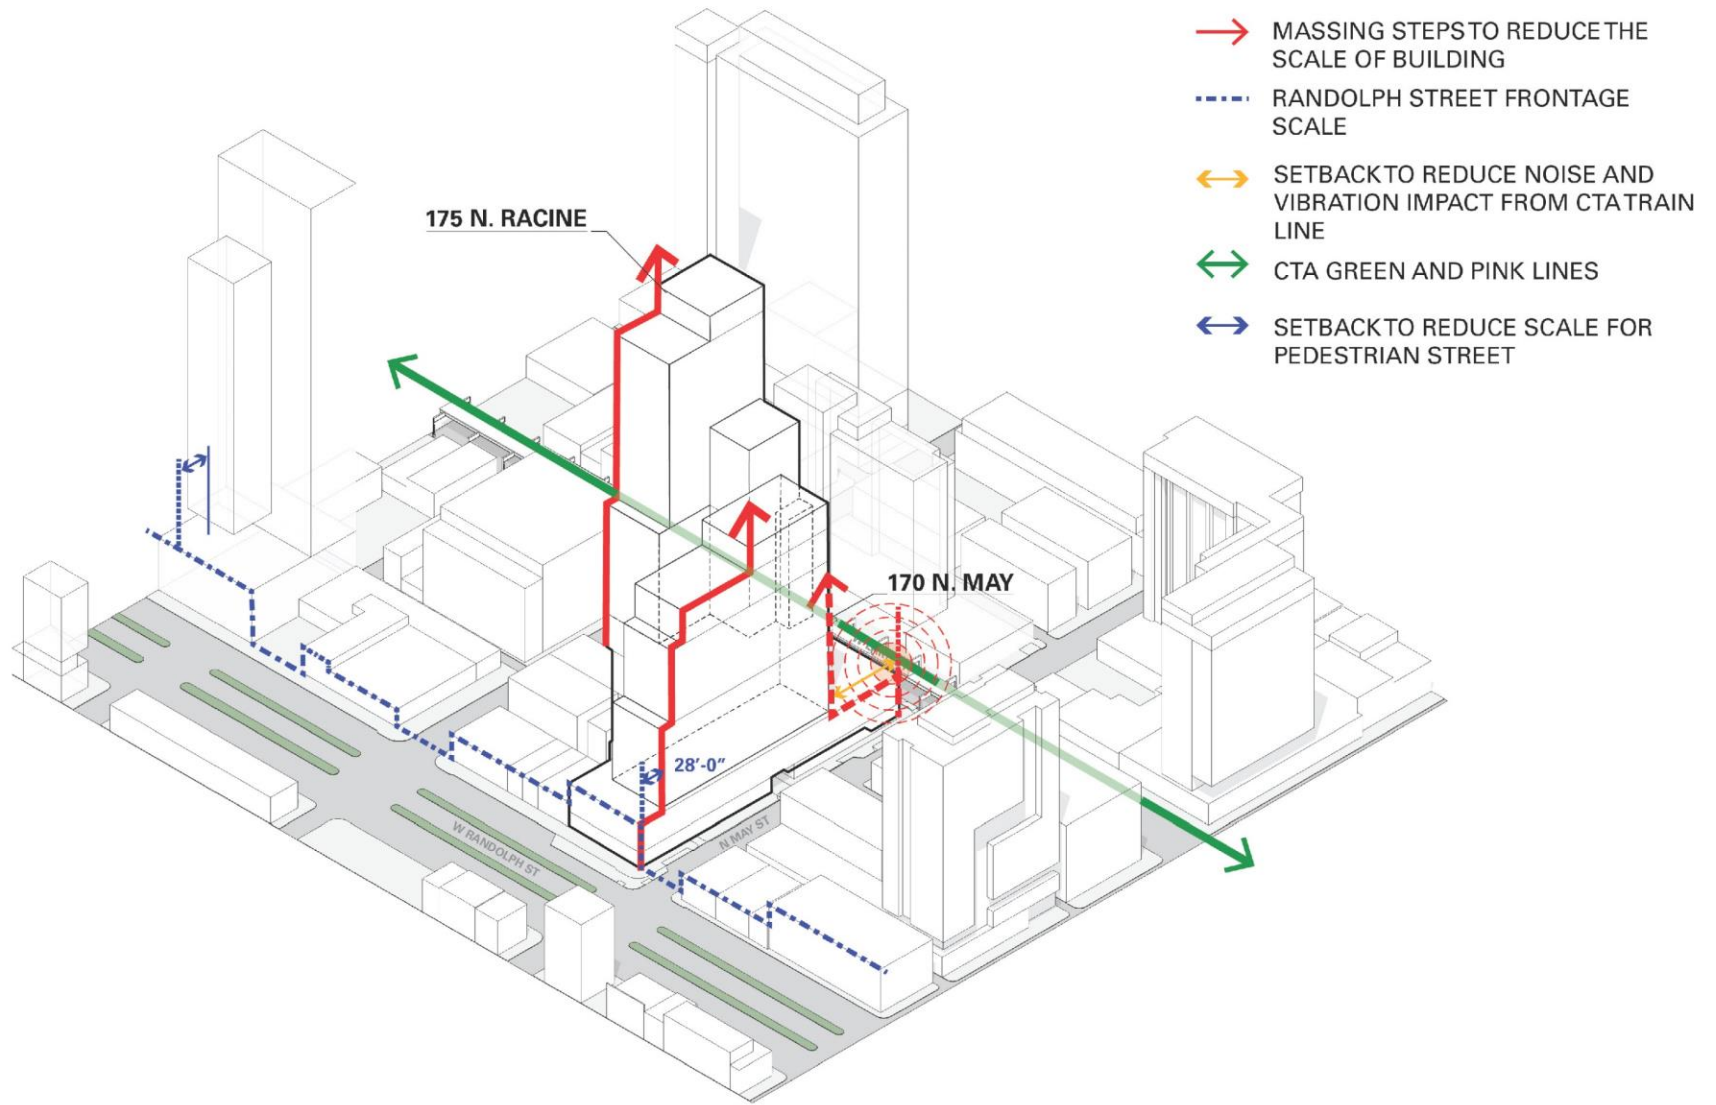 MASSING STEPS TO REDUCE THE
SCALE OF BUILDING
RANDOLPH STREET FRONTAGE
SCALE
SETBACK TO REDUCE NOISE AND
VIBRATION IMPACT FROM CTA TRAIN
LINE
CTA GREEN AND PINK LINES
SETBACK TO REDUCE SCALE FOR
PEDESTRIAN STREET
175 N. RACINE
170 N. MAY
28'-0"
W RANDOLPH ST
N MAY ST